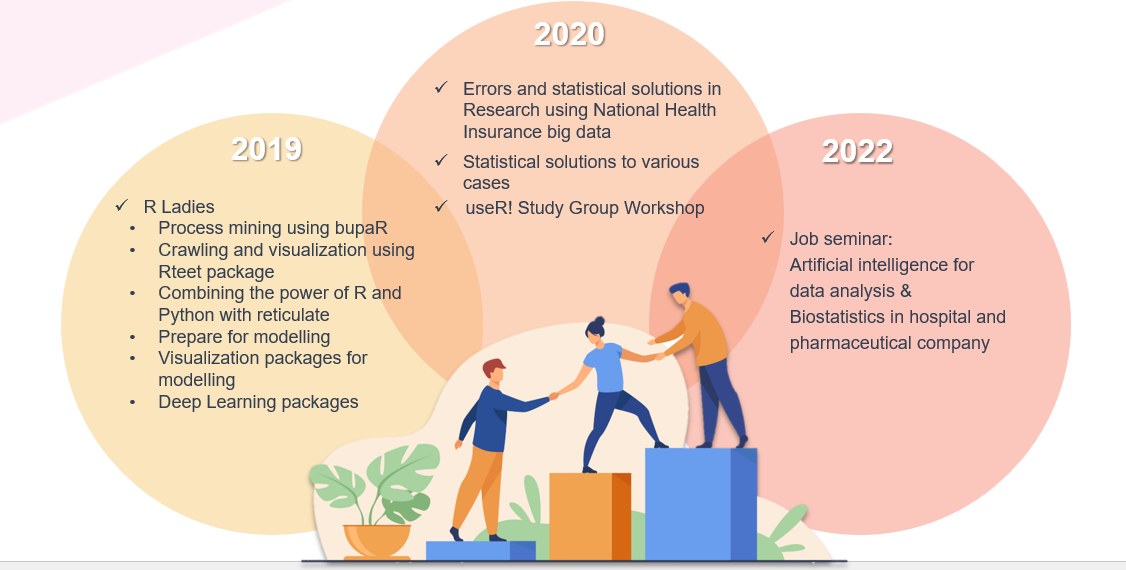 2019
✓ R Ladies
• Process mining using bupaR
• Crawling and visualization using
Rteet package
• Combining the power of R and
Python with reticulate
• Prepare for modelling
• Visualization packages for
modelling
• Deep Learning packages
2020
✓ Errors and statistical solutions in
Research using National Health
Insurance big data
✓ Statistical solutions to various
cases
✓ useR! Study Group Workshop
2022
✓ Job seminar:
Artificial intelligence for
data analysis &
Biostatistics in hospital and
pharmaceutical company